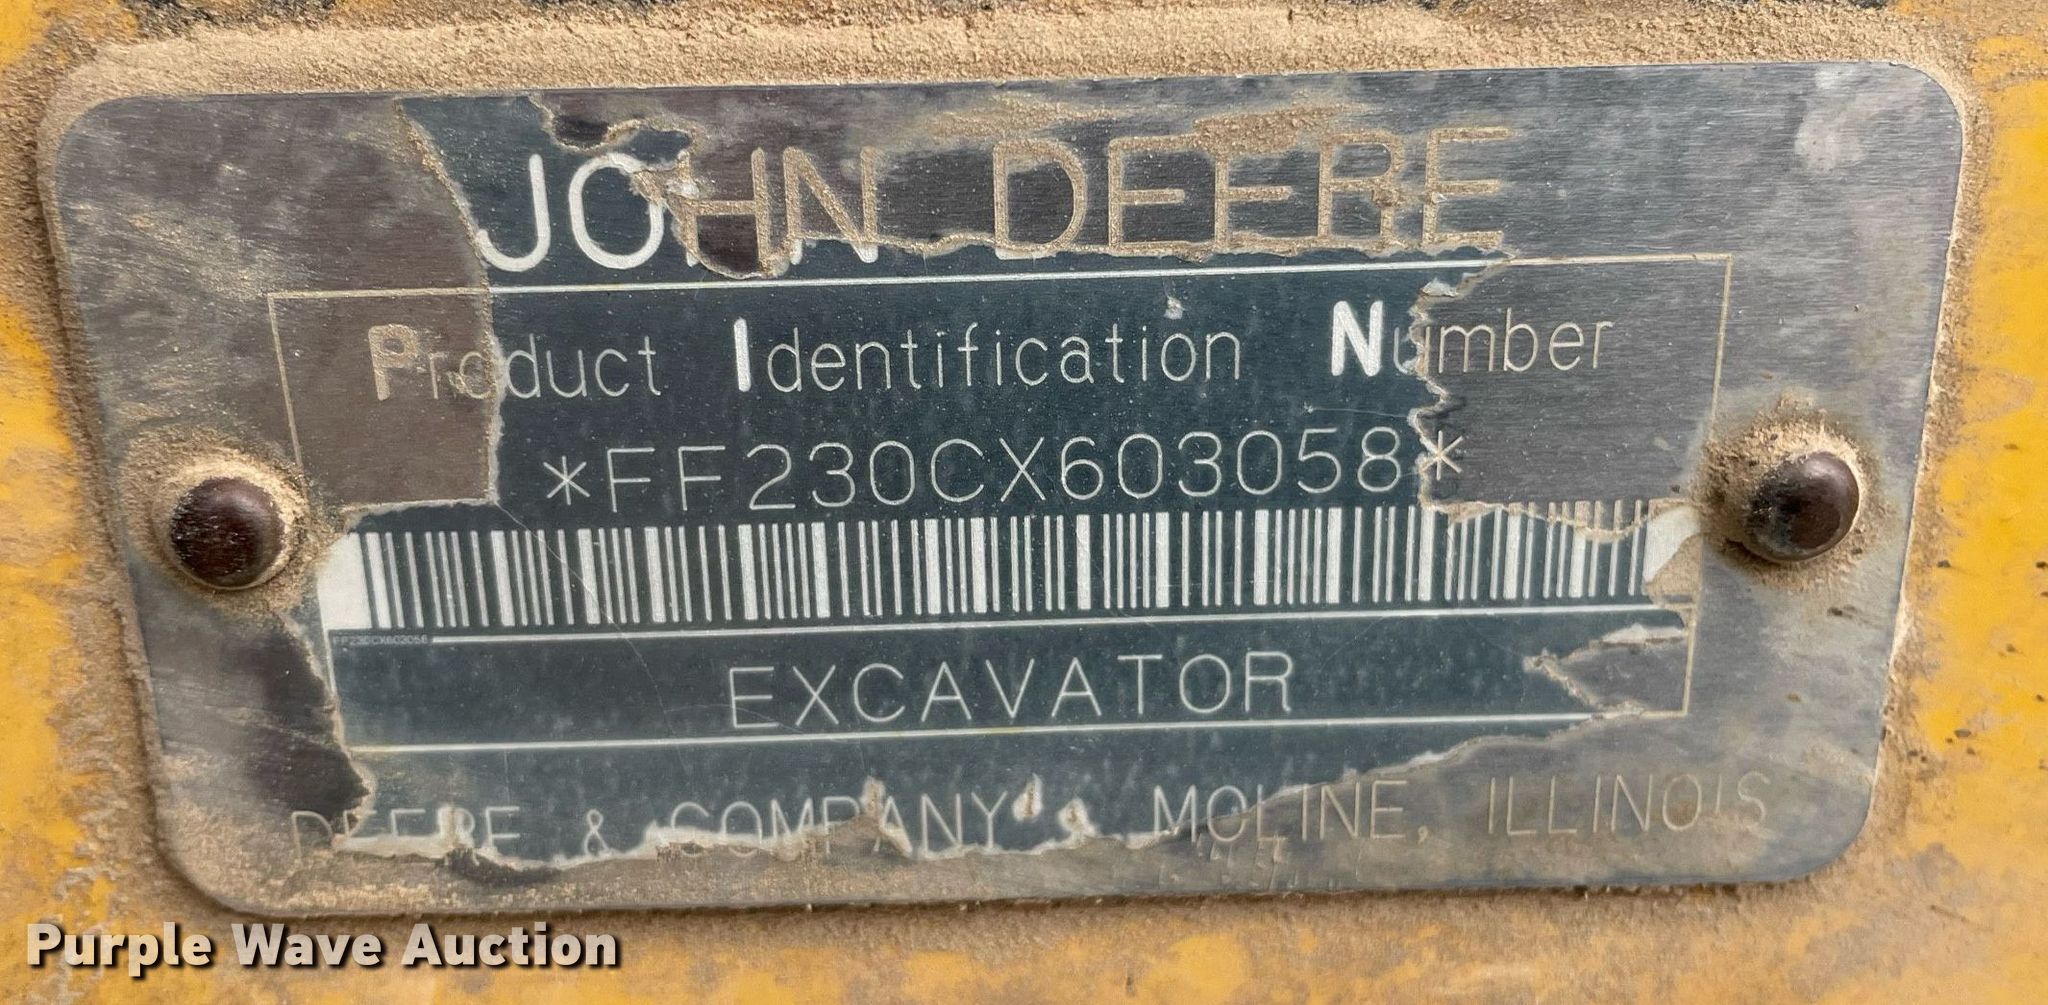 JOHN DEERE
Product Identification Number
*FF230CX603058*
FF230CX603058
EXCAVATOR
DEERE & COMPANY'S MOLINE, ILLINOIS
Purple Wave Auction